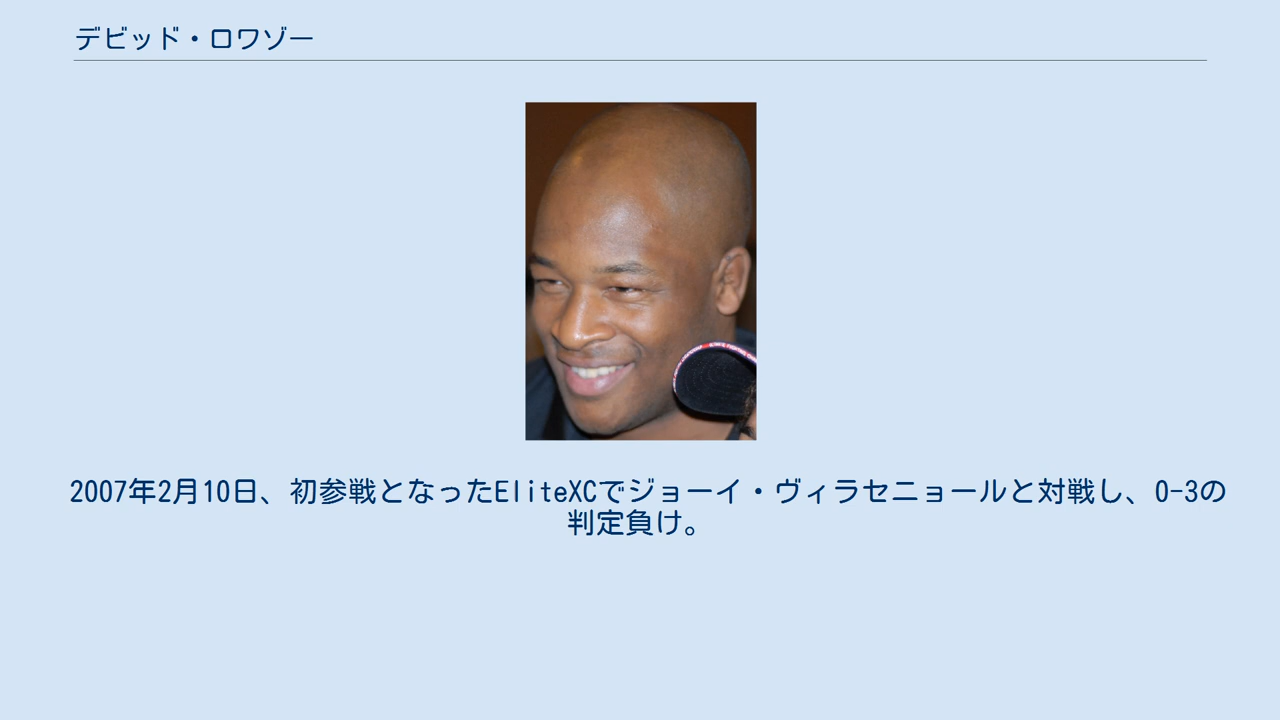 デビッド・ロワゾー
2007年2月10日、初参戦となったEliteXCでジョーイ・ヴィラセニョールと対戦し、0-3の
判定負け。